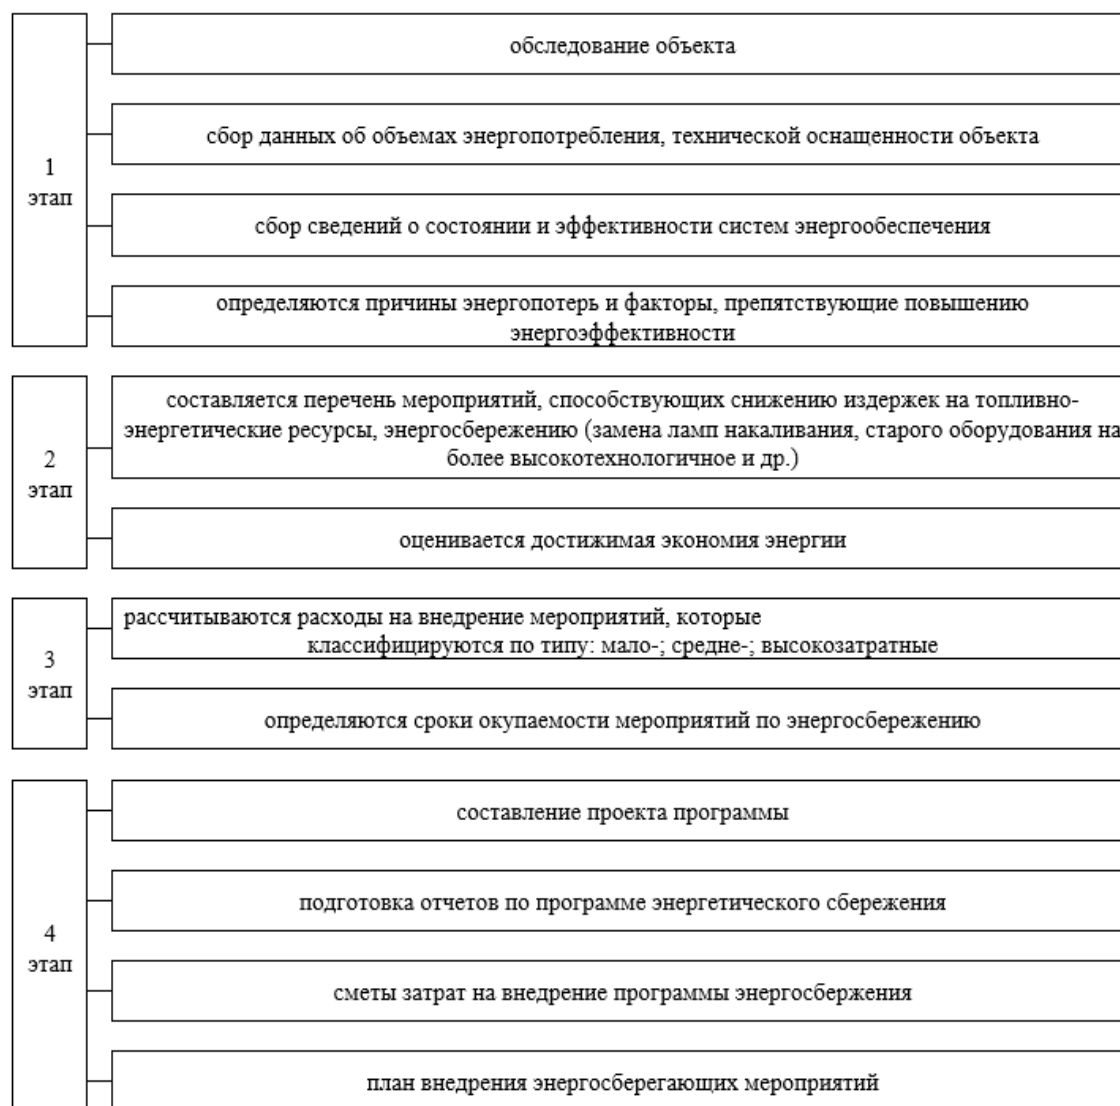 1
этап
обследование объекта
сбор данных об объемах энергопотребления, технической оснащенности объекта
сбор сведений о состоянии и эффективности систем энергообеспечения
определяются причины энергопотерь и факторы, препятствующие повышению
энергоэффективности
2
этап
составляется перечень мероприятий, способствующих снижению издержек на топливно-
энергетические ресурсы, энергосбережению (замена ламп накаливания, старого оборудования на
более высокотехнологичное и др.)
оценивается достижимая экономия энергии
3
этап
рассчитываются расходы на внедрение мероприятий, которые
классифицируются по типу: мало-; средне-; высокозатратные
определяются сроки окупаемости мероприятий по энергосбережению
4
этап
составление проекта программы
подготовка отчетов по программе энергетического сбережения
сметы затрат на внедрение программы энергосбержения
план внедрения энергосберегающих мероприятий